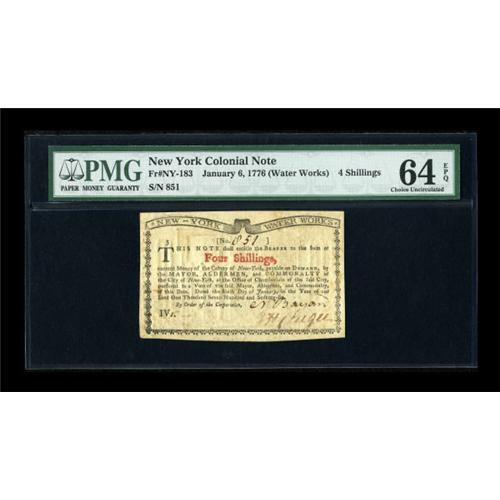 PMG
PAPER MONEY GUARANTY
New York Colonial Note
Fr#NY-183 January 6, 1776 (Water Works) 4 Shillings
S/N 851
64 EPQ
Choice Uncirculated
NEW-YORK WATER WORKS
[No. 851 ]
THIS NOTE shall entitle the BEARER to the Sum of
Four Shillings,
current Money of the Colony of New-York, payable on DEMAND, by
the MAYOR, ALDERMEN, and COMMONALTY of
the City of New-York, at the Office of Chamberlain of the said City,
pursuant to a Vote of the said Mayor, Aldermen, and Commonalty,
of this Date. Dated the Sixth Day of January, in the Year of our
Lord One Thousand Seven Hundred and Seventy-six.
By Order of the Corporation,
IVs.